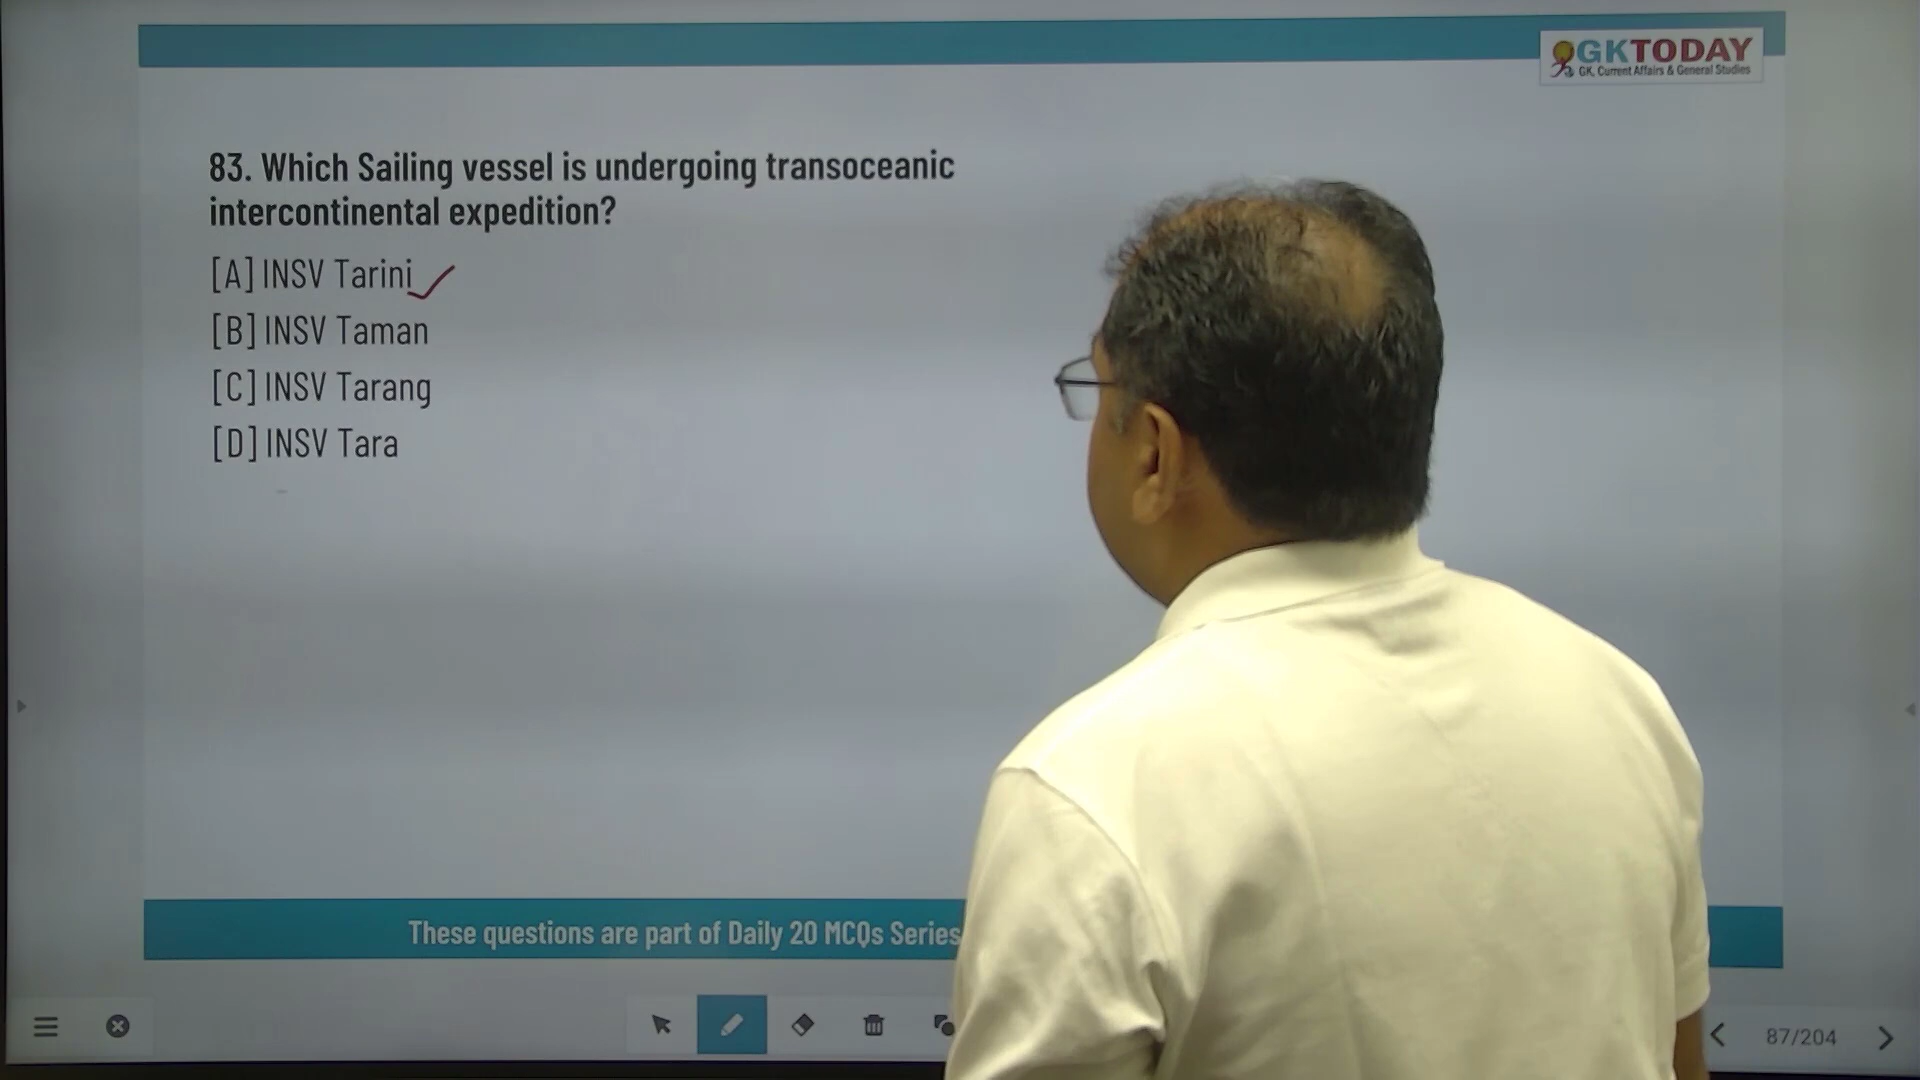 GKTODAY
GK, Current Affairs & General Studies
83. Which Sailing vessel is undergoing transoceanic
intercontinental expedition?
[A] INSV Tarini
[B] INSV Taman
[C] INSV Tarang
[D] INSV Tara
These questions are part of Daily 20 MCQs Series
87/204